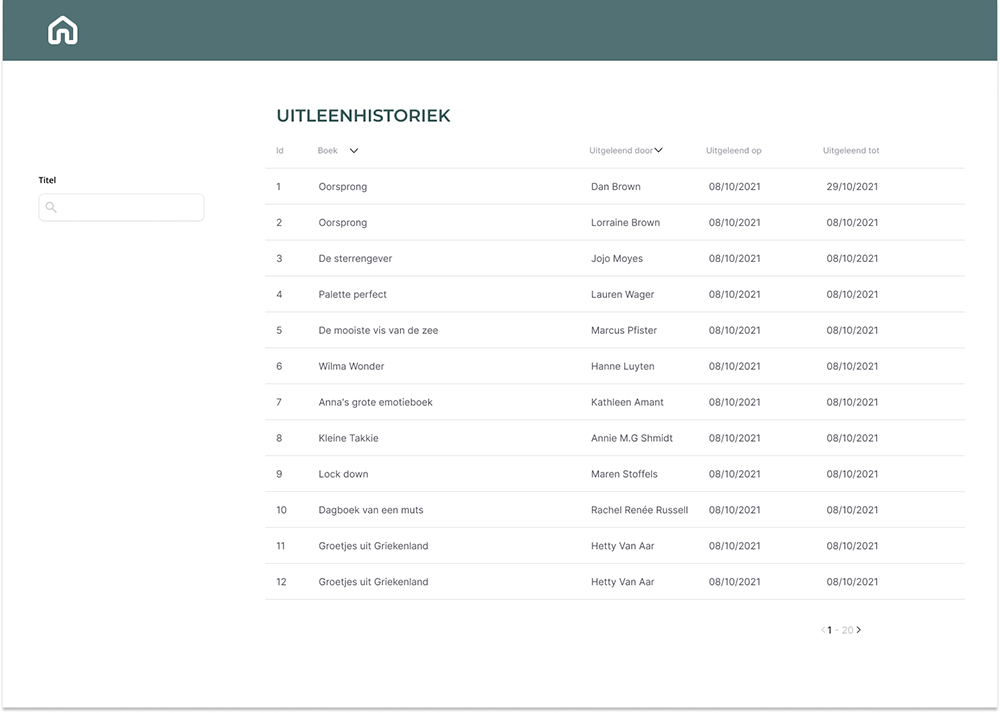 UITLEENHISTORIEK
Id Boek Uitgeleend door Uitgeleend op Uitgeleend tot
Titel
1 Oorsprong Dan Brown 08/10/2021 29/10/2021
2 Oorsprong Lorraine Brown 08/10/2021 08/10/2021
3 De sterrengever Jojo Moyes 08/10/2021 08/10/2021
4 Palette perfect Lauren Wager 08/10/2021 08/10/2021
5 De mooiste vis van de zee Marcus Pfister 08/10/2021 08/10/2021
6 Wilma Wonder Hanne Luyten 08/10/2021 08/10/2021
7 Anna's grote emotieboek Kathleen Amant 08/10/2021 08/10/2021
8 Kleine Takkie Annie M.G Shmidt 08/10/2021 08/10/2021
9 Lock down Maren Stoffels 08/10/2021 08/10/2021
10 Dagboek van een muts Rachel Renée Russell 08/10/2021 08/10/2021
11 Groetjes uit Griekenland Hetty Van Aar 08/10/2021 08/10/2021
12 Groetjes uit Griekenland Hetty Van Aar 08/10/2021 08/10/2021
< 1 - 20 >